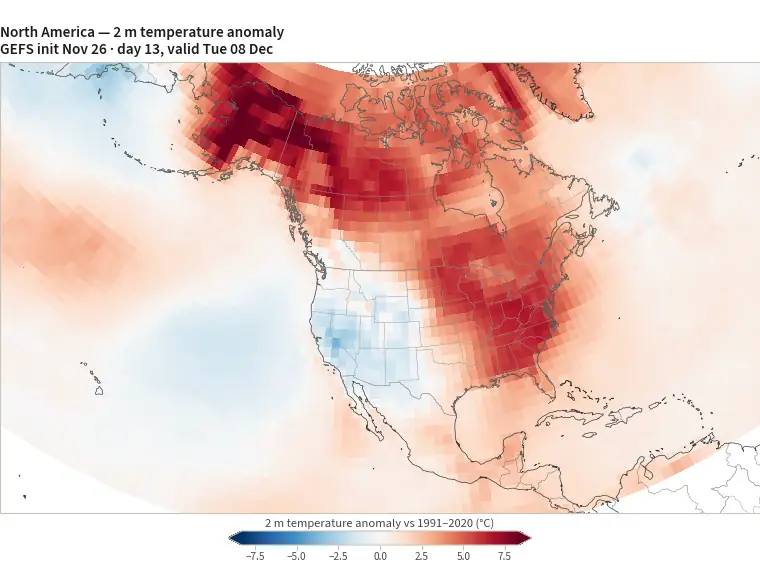 North America — 2 m temperature anomaly
GEFS init Nov 26 · day 13, valid Tue 08 Dec
2 m temperature anomaly vs 1991–2020 (°C)
−7.5 −5.0 −2.5 0.0 2.5 5.0 7.5